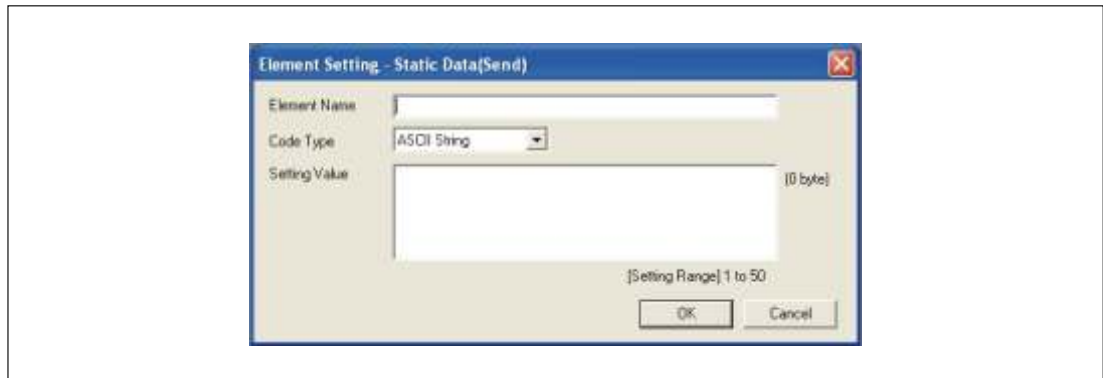 Element Setting - Static Data(Send)
Element Name
Code Type ASCII String
Setting Value
(0 byte)
[Setting Range] 1 to 50
OK Cancel